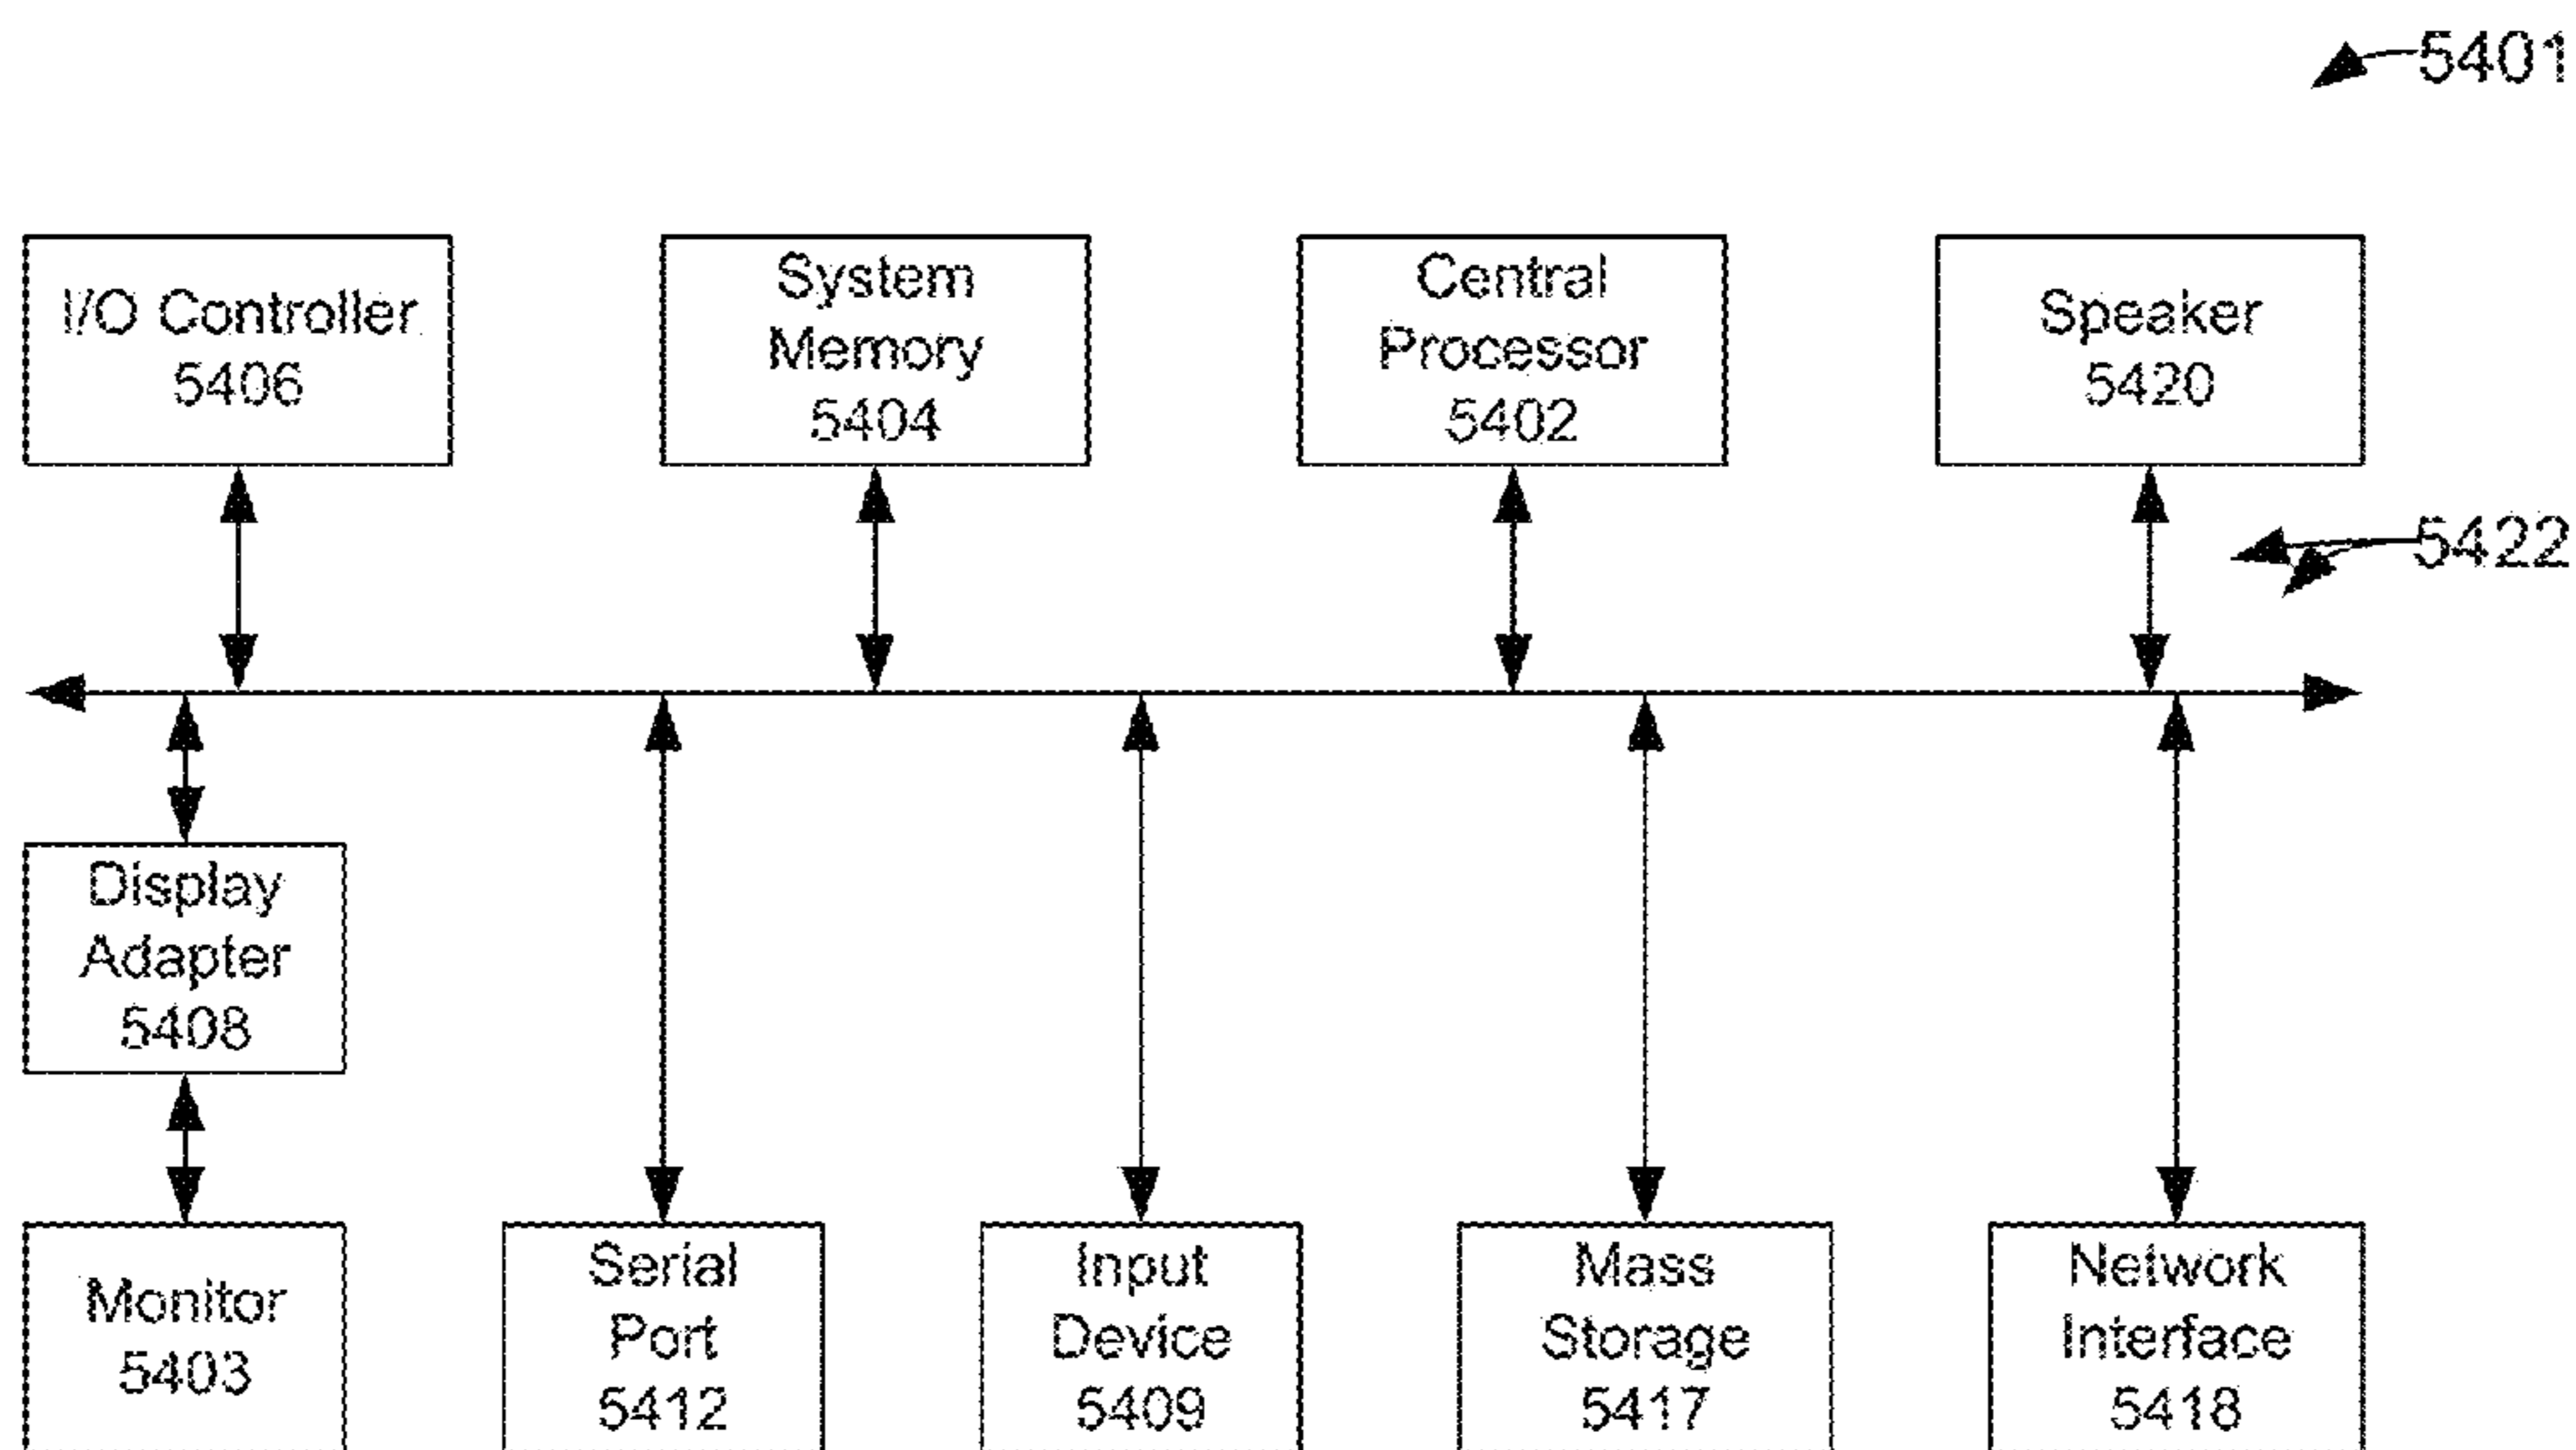 5401
I/O Controller
5406
System
Memory
5404
Central
Processor
5402
Speaker
5420
5422
Display
Adapter
5408
Monitor
5403
Serial
Port
5412
Input
Device
5409
Mass
Storage
5417
Network
Interface
5418